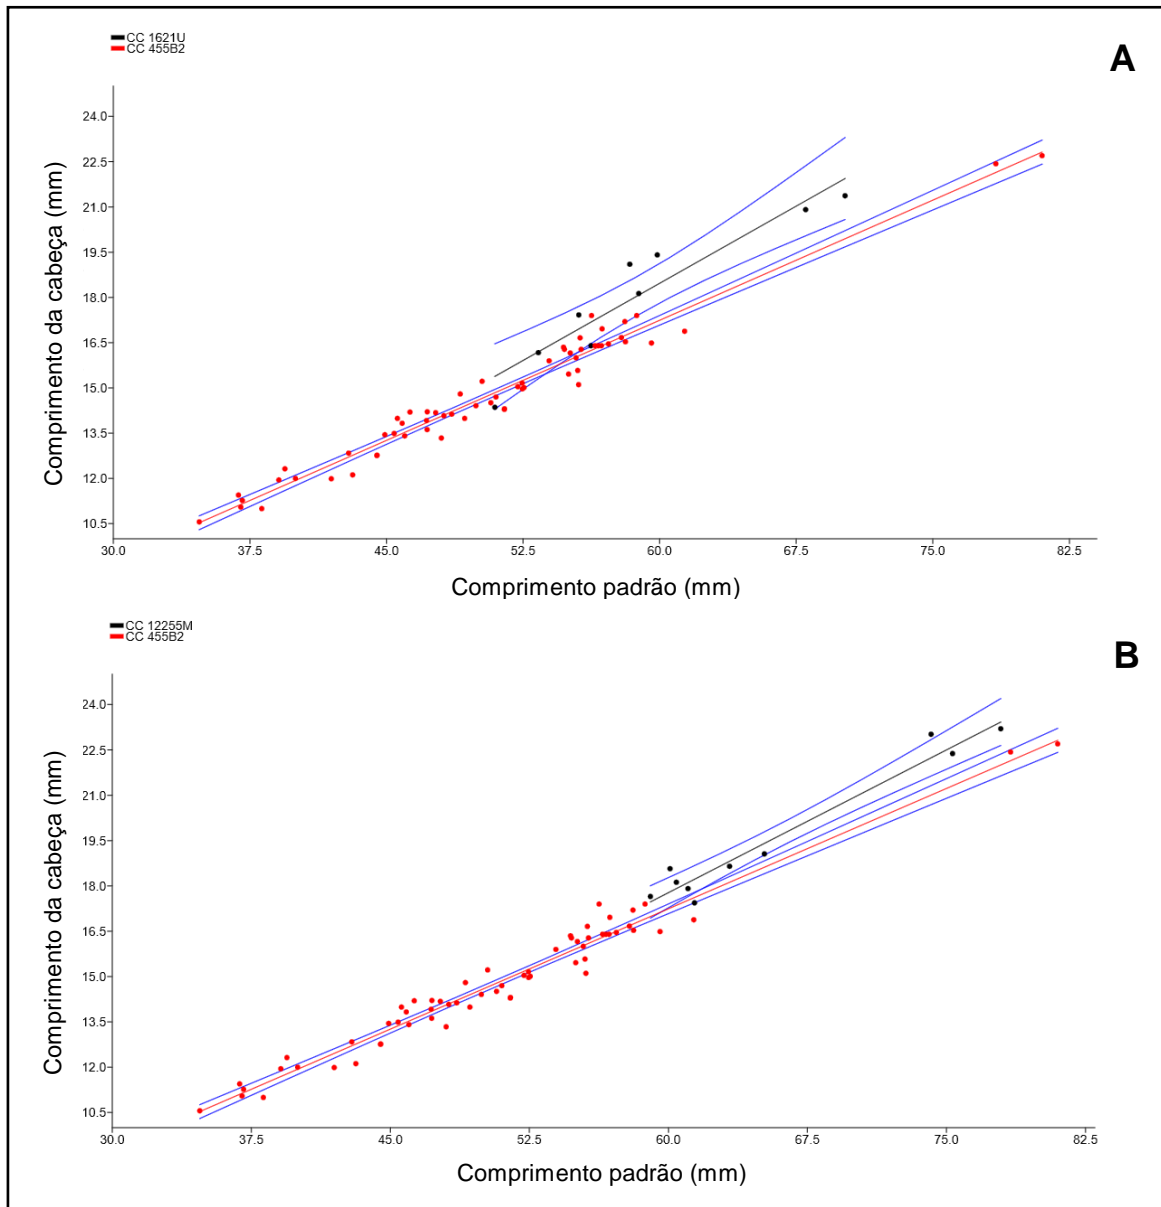 CC 1621U
CC 455B2
A
24.0
22.5
21.0
19.5
18.0
16.5
15.0
13.5
12.0
10.5
Comprimento da cabeça (mm)
30.0 37.5 45.0 52.5 60.0 67.5 75.0 82.5
Comprimento padrão (mm)
CC 12255M
CC 455B2
B
24.0
22.5
21.0
19.5
18.0
16.5
15.0
13.5
12.0
10.5
Comprimento da cabeça (mm)
30.0 37.5 45.0 52.5 60.0 67.5 75.0 82.5
Comprimento padrão (mm)